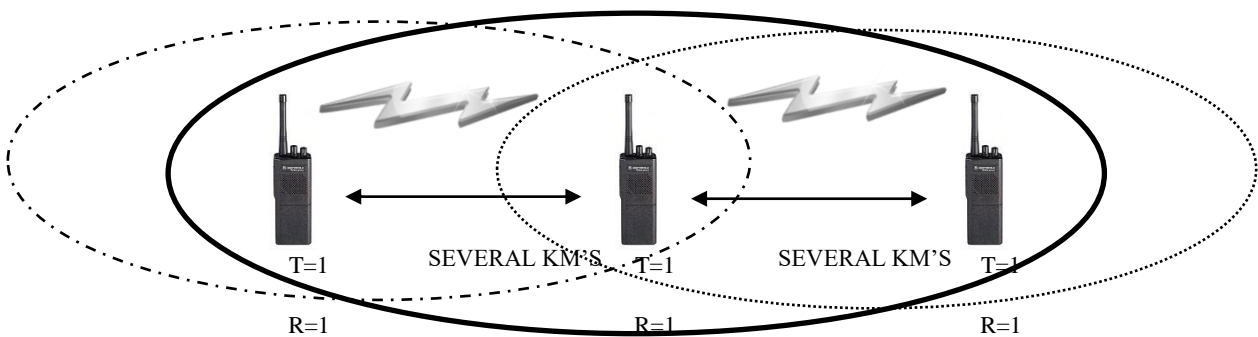 SEVERAL KM'S SEVERAL KM'S
T=1 T=1 T=1
R=1 R=1 R=1